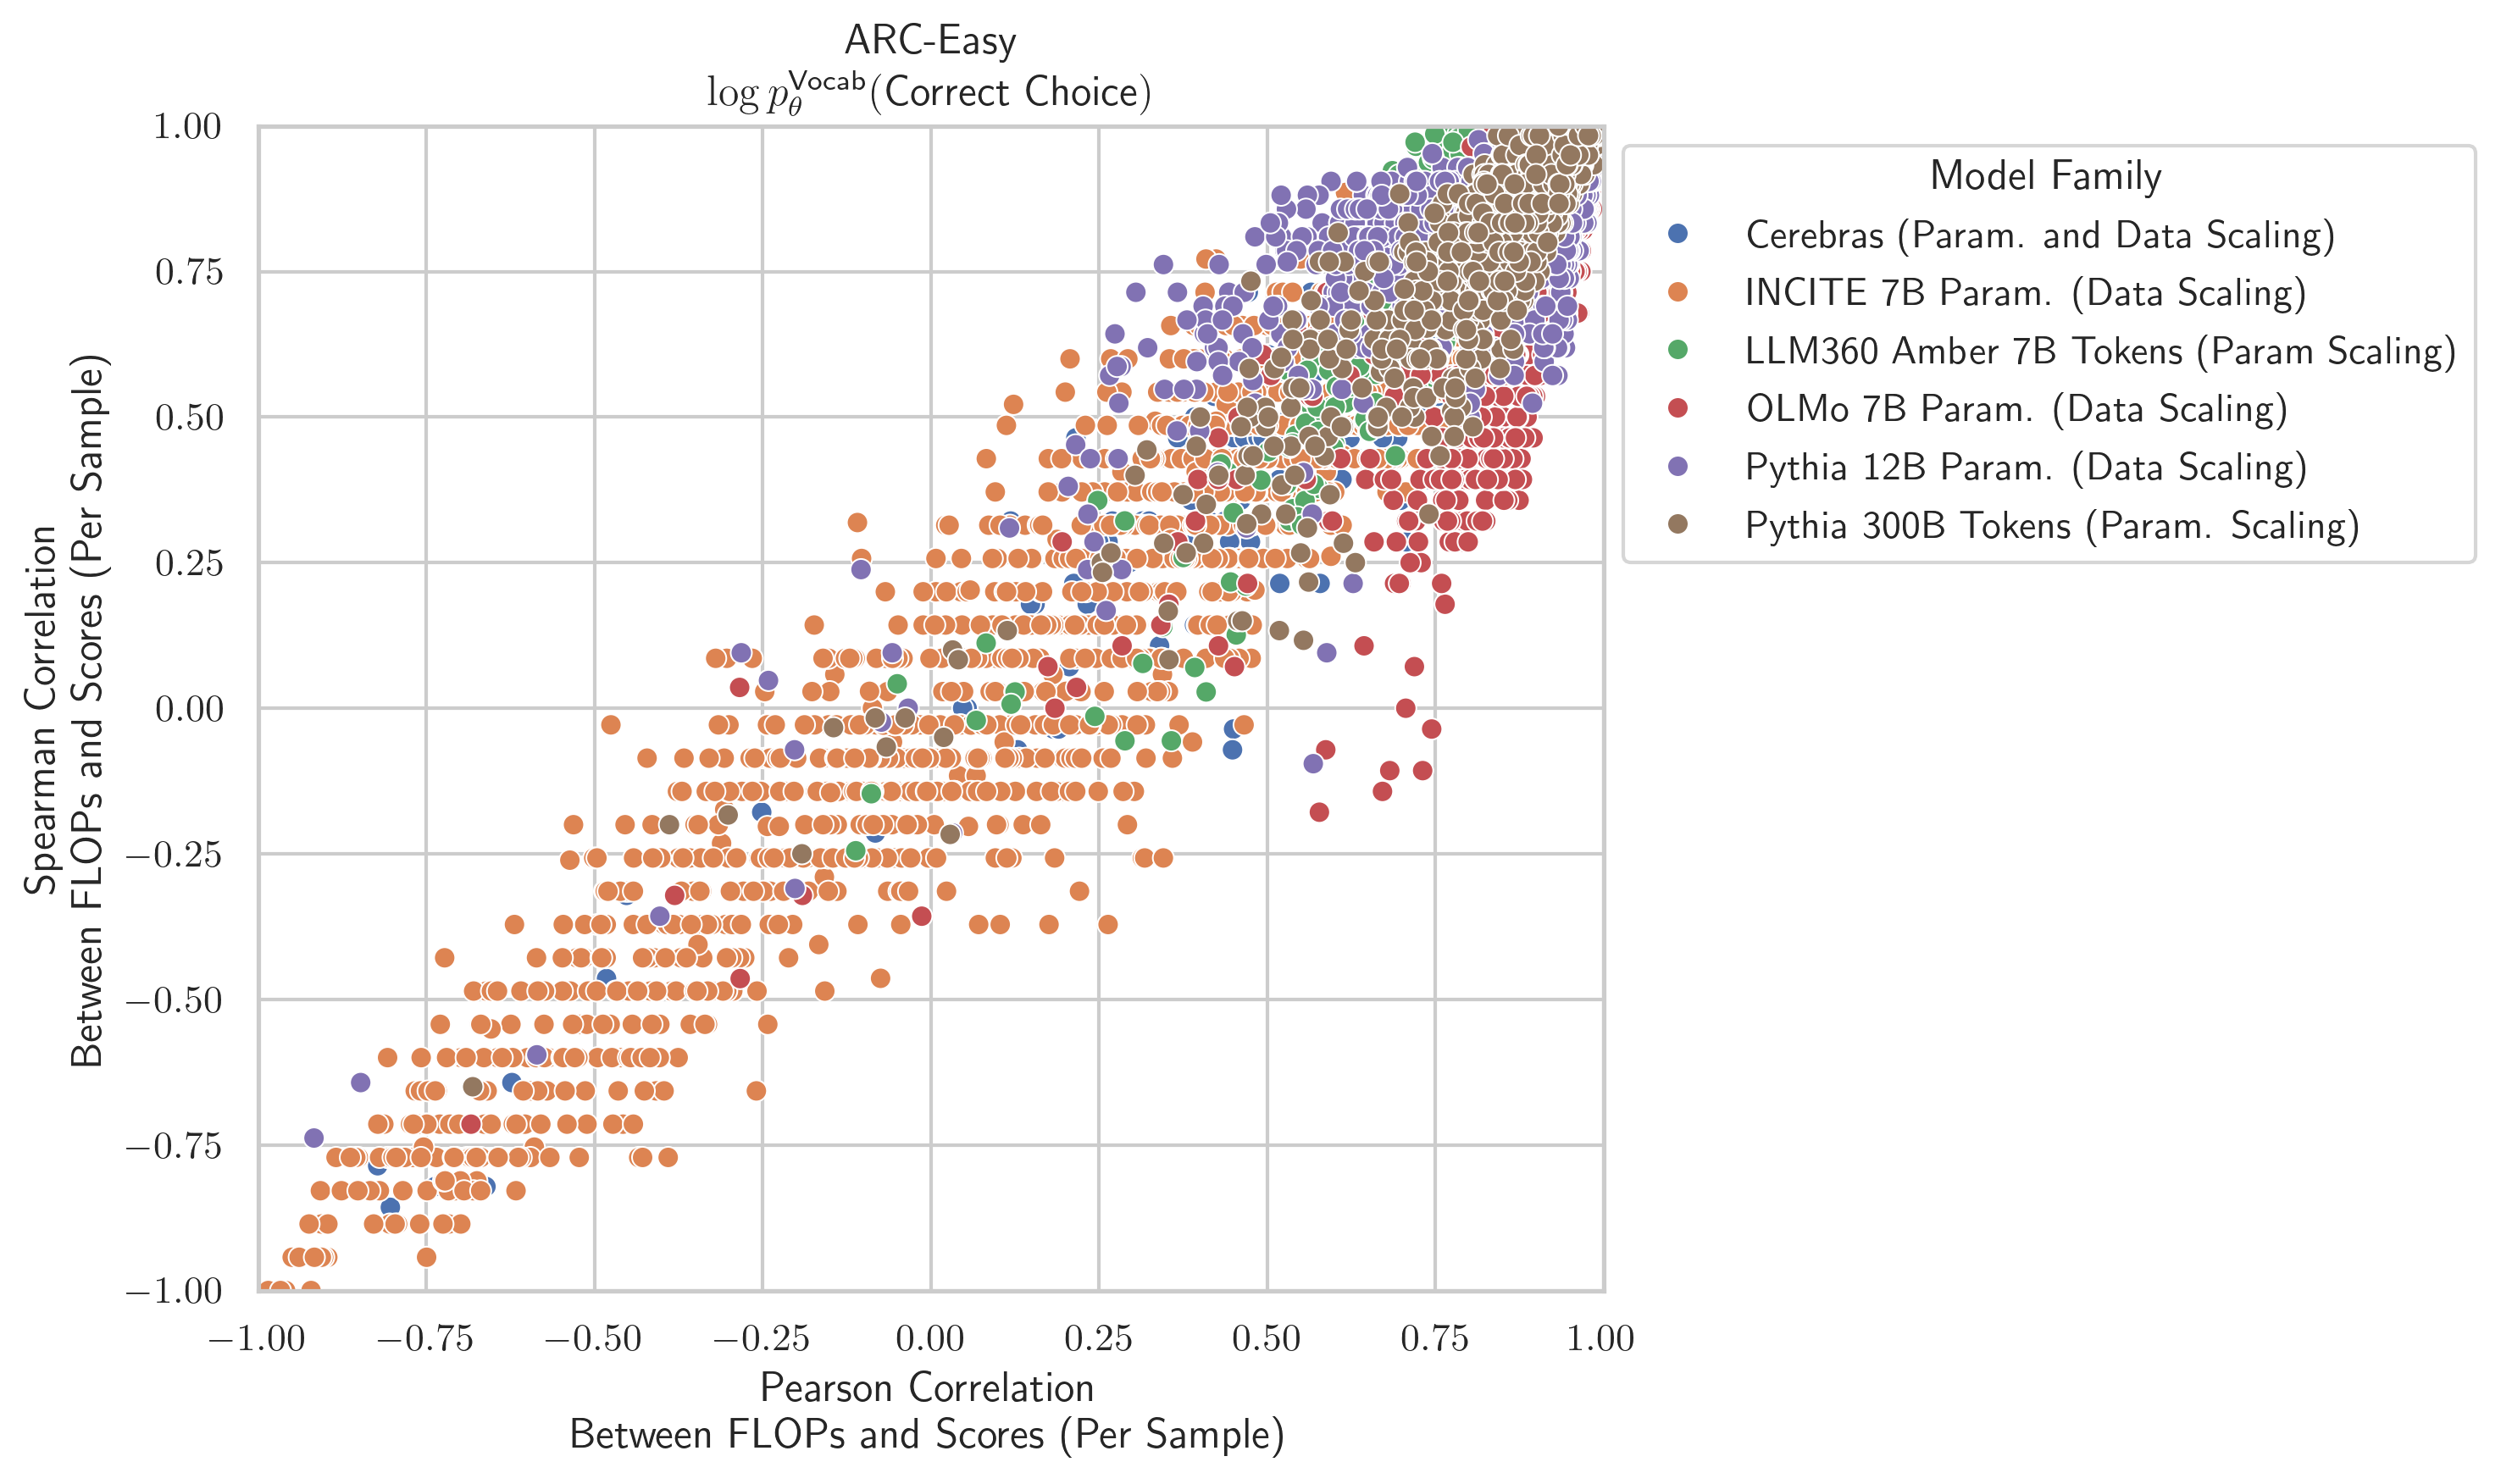 ARC-Easy
log p_θ^Vocab(Correct Choice)
1.00
0.75
0.50
0.25
0.00
−0.25
−0.50
−0.75
−1.00
Spearman Correlation
Between FLOPs and Scores (Per Sample)
−1.00 −0.75 −0.50 −0.25 0.00 0.25 0.50 0.75 1.00
Pearson Correlation
Between FLOPs and Scores (Per Sample)
Model Family
Cerebras (Param. and Data Scaling)
INCITE 7B Param. (Data Scaling)
LLM360 Amber 7B Tokens (Param Scaling)
OLMo 7B Param. (Data Scaling)
Pythia 12B Param. (Data Scaling)
Pythia 300B Tokens (Param. Scaling)